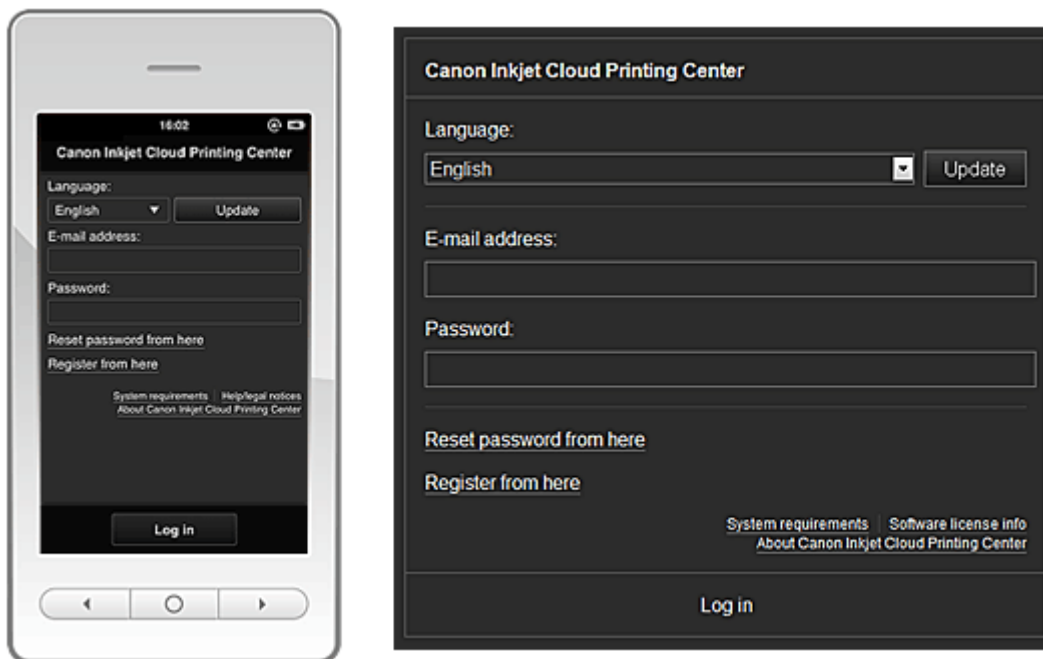 16:02
Canon Inkjet Cloud Printing Center
Language:
English Update
E-mail address:
Password:
Reset password from here
Register from here
System requirements Help/legal notices
About Canon Inkjet Cloud Printing Center
Log in
Canon Inkjet Cloud Printing Center
Language:
English Update
E-mail address:
Password:
Reset password from here
Register from here
System requirements Software license info
About Canon Inkjet Cloud Printing Center
Log in